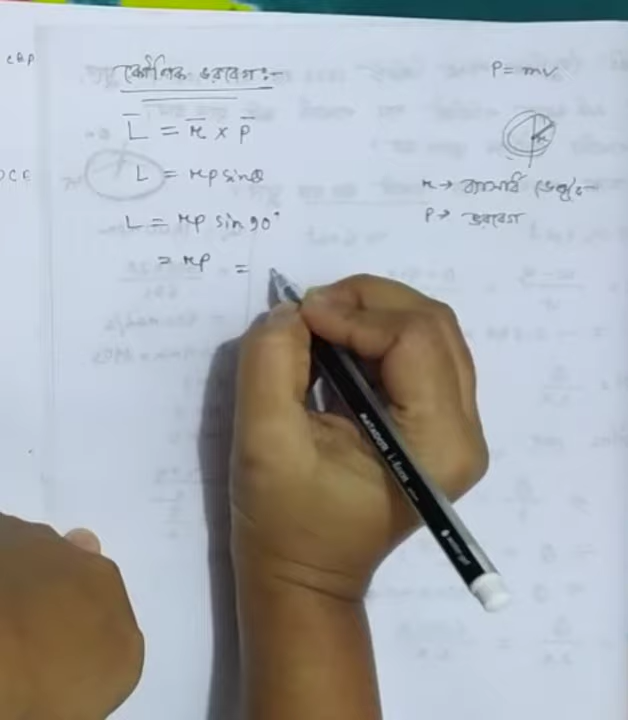 কৌনিক ভরবেগ :-
L̄ = r̄ × p̄
L = rp sinθ
L = rp sin 90°
= rp =
P = mv
r → ব্যাসার্ধ ভেক্টর
P → ভরবেগ